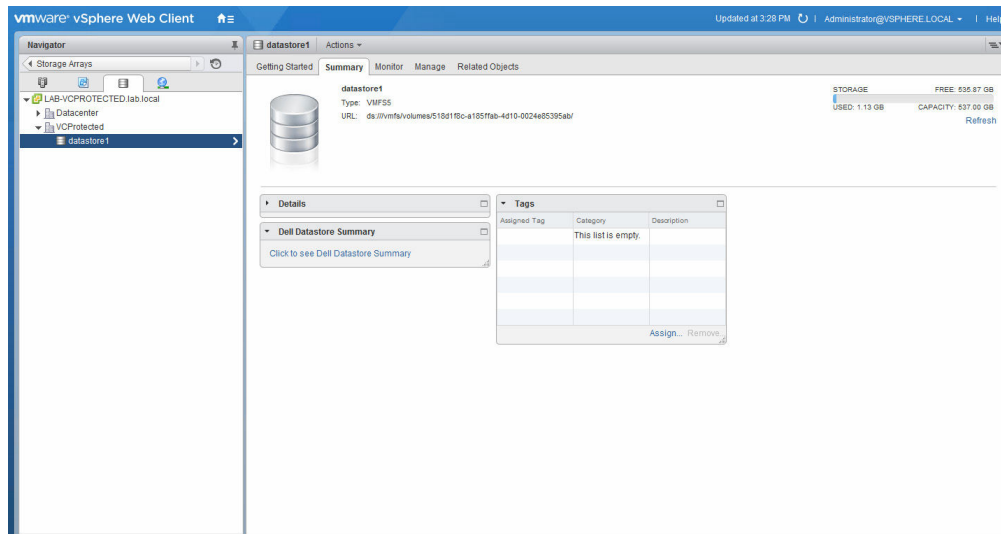 vmware® vSphere Web Client
Updated at 3:28 PM
Administrator@VSPHERE.LOCAL
Help
Navigator
datastore1
Actions
Storage Arrays
Getting Started
Summary
Monitor
Manage
Related Objects
LAB-VCPROTECTED.lab.local
Datacenter
VCProtected
datastore1
datastore1
Type: VMFS5
URL: ds:///vmfs/volumes/518d1f8c-a185ffab-4d10-0024e85395ab/
STORAGE
FREE: 535.87 GB
USED: 1.13 GB
CAPACITY: 537.00 GB
Refresh
Details
Dell Datastore Summary
Click to see Dell Datastore Summary
Tags
Assigned Tag
Category
Description
This list is empty.
Assign...
Remove...